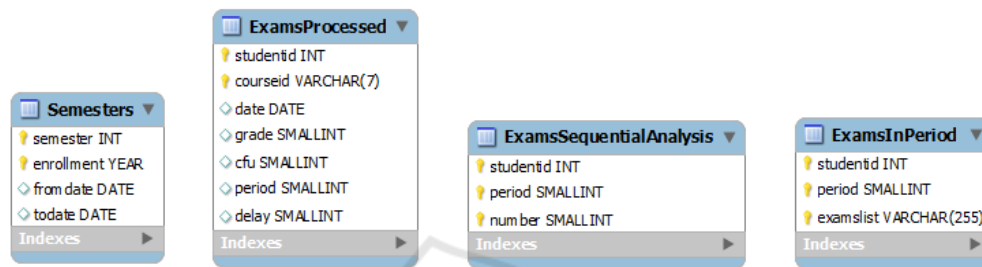 Semesters
semester INT
enrollment YEAR
fromdate DATE
todate DATE
Indexes
ExamsProcessed
studentid INT
courseid VARCHAR(7)
date DATE
grade SMALLINT
cfu SMALLINT
period SMALLINT
delay SMALLINT
Indexes
ExamsSequentialAnalysis
studentid INT
period SMALLINT
number SMALLINT
Indexes
ExamsInPeriod
studentid INT
period SMALLINT
examslist VARCHAR(255)
Indexes